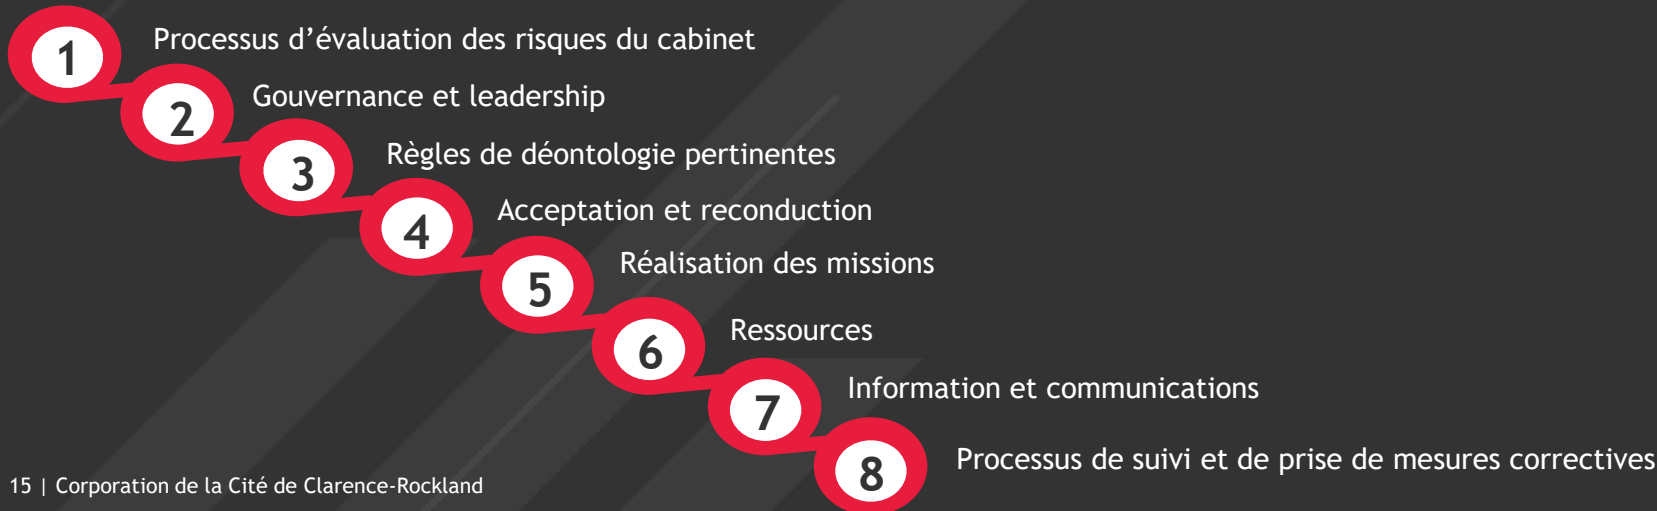 1 Processus d’évaluation des risques du cabinet
2 Gouvernance et leadership
3 Règles de déontologie pertinentes
4 Acceptation et reconduction
5 Réalisation des missions
6 Ressources
7 Information et communications
8 Processus de suivi et de prise de mesures correctives
15 | Corporation de la Cité de Clarence-Rockland